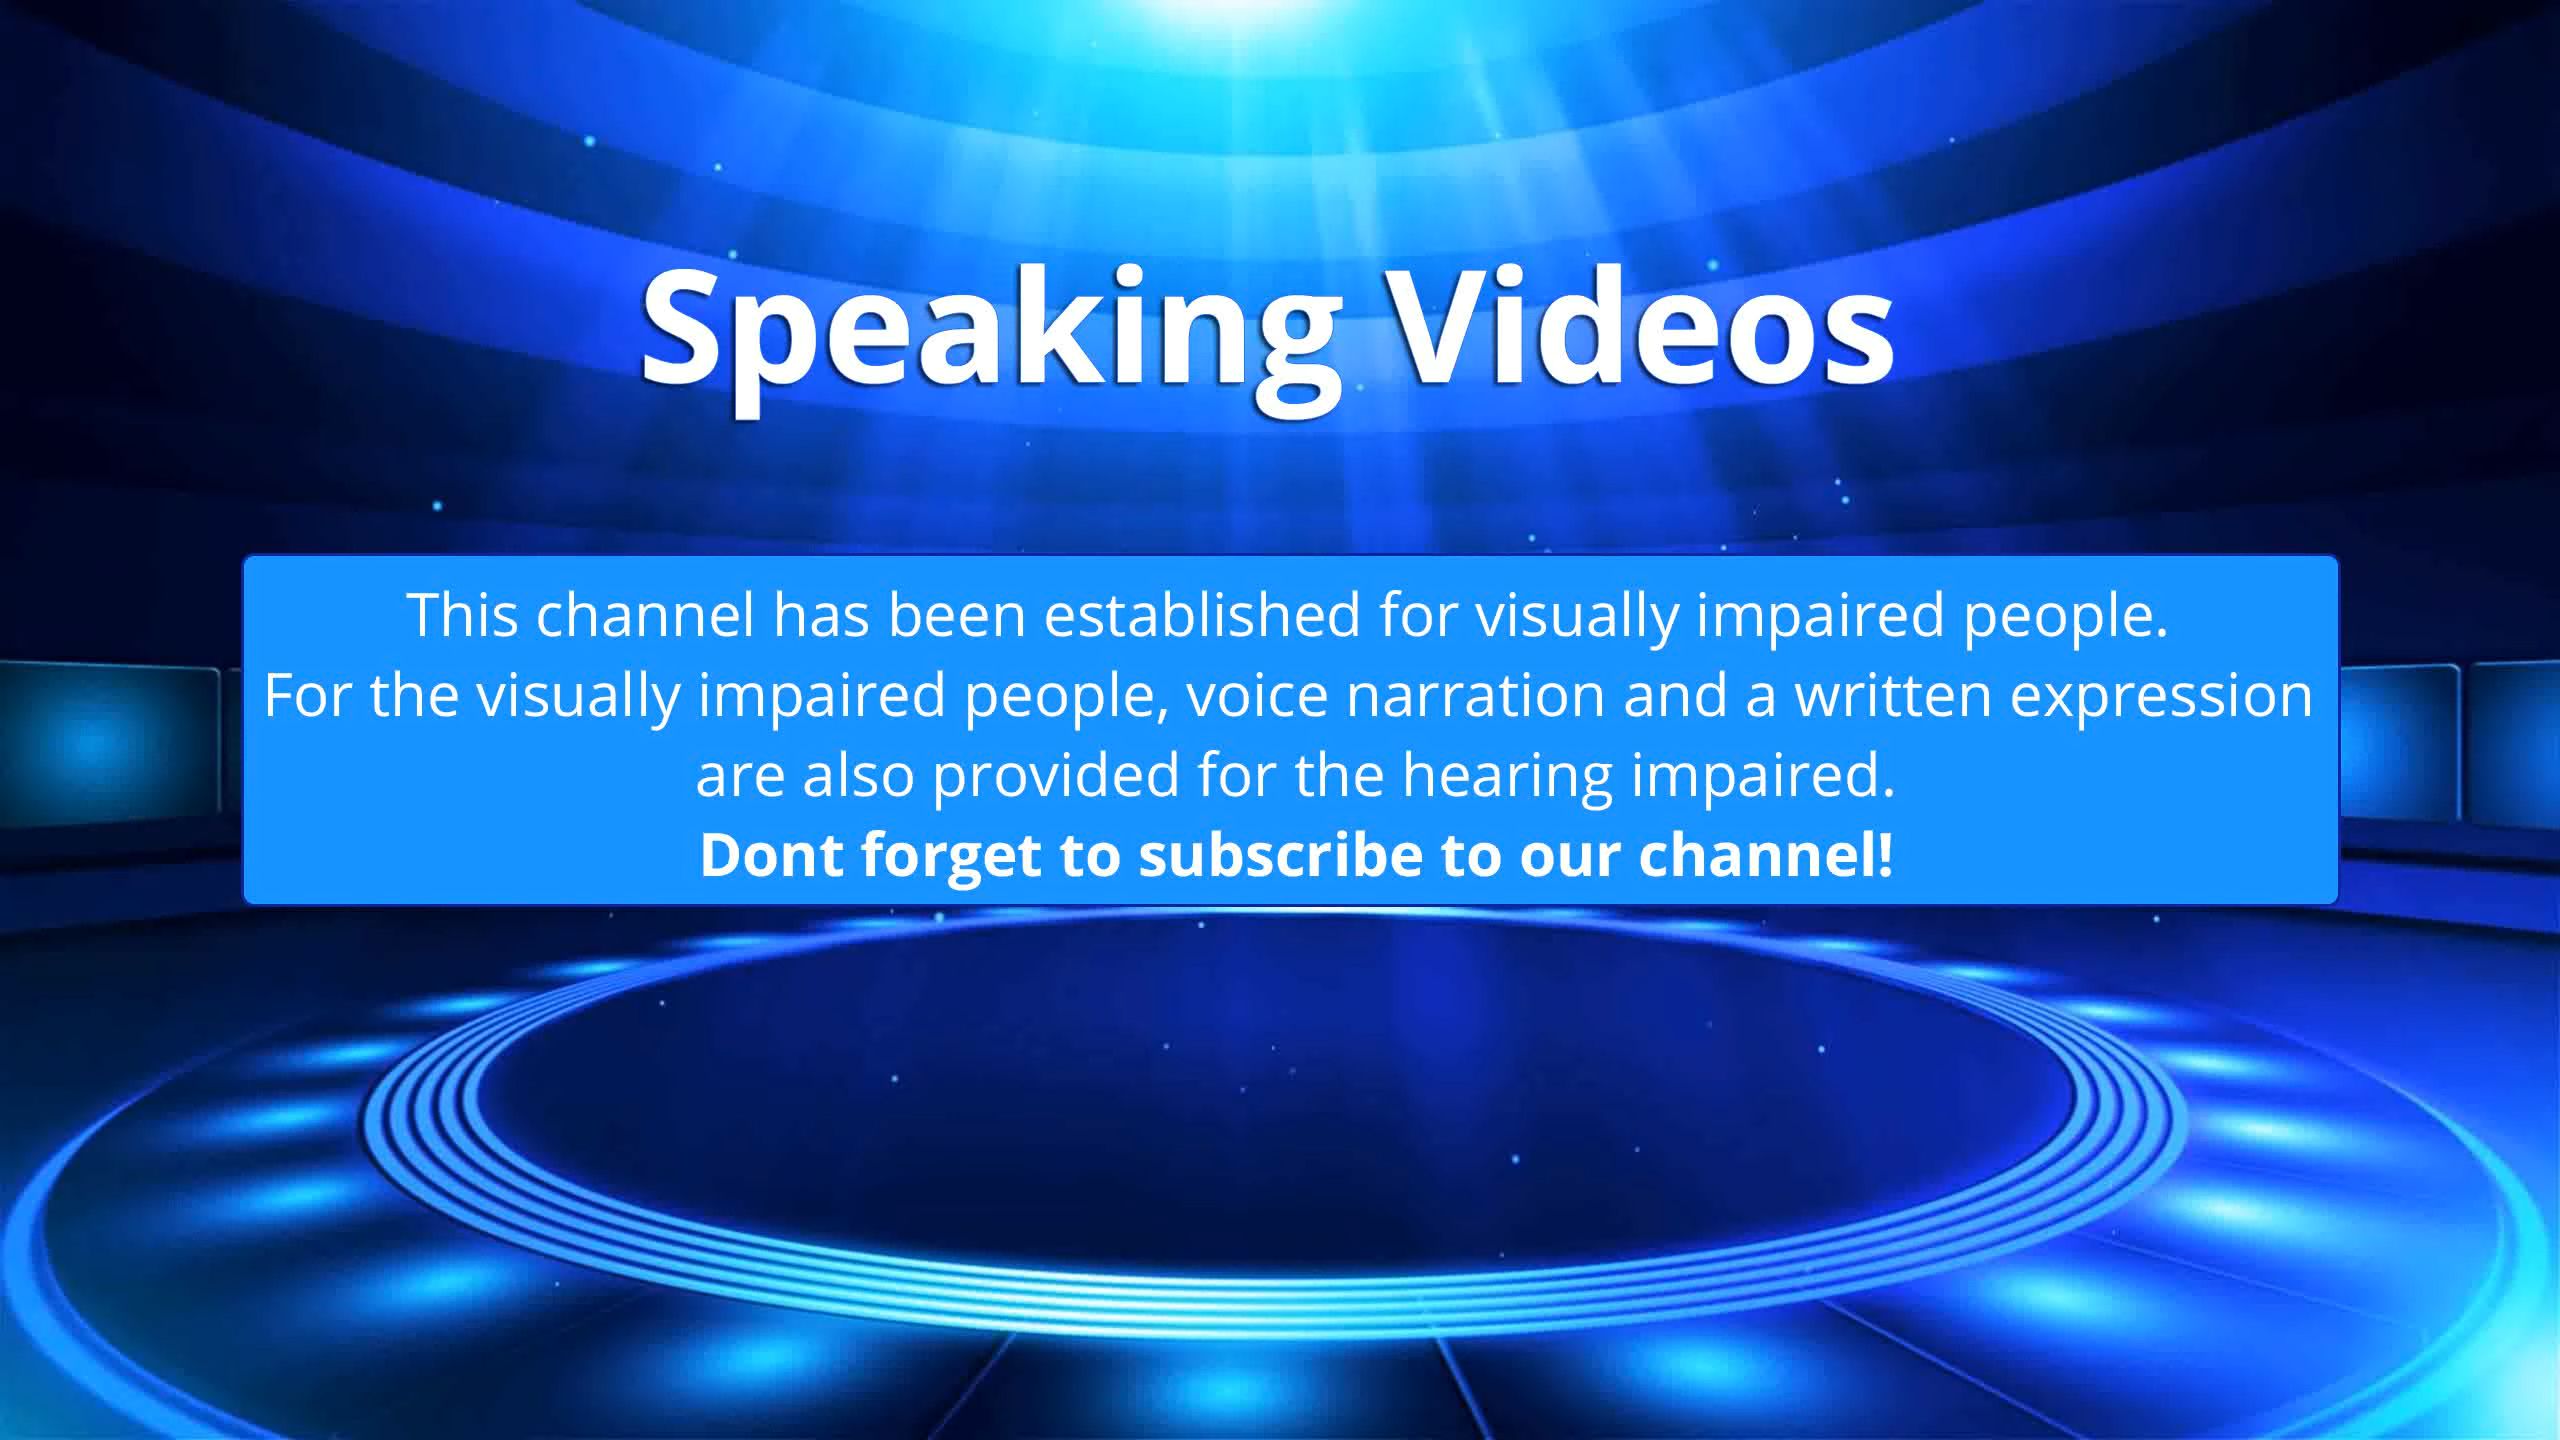 Speaking Videos
This channel has been established for visually impaired people.
For the visually impaired people, voice narration and a written expression
are also provided for the hearing impaired.
Dont forget to subscribe to our channel!